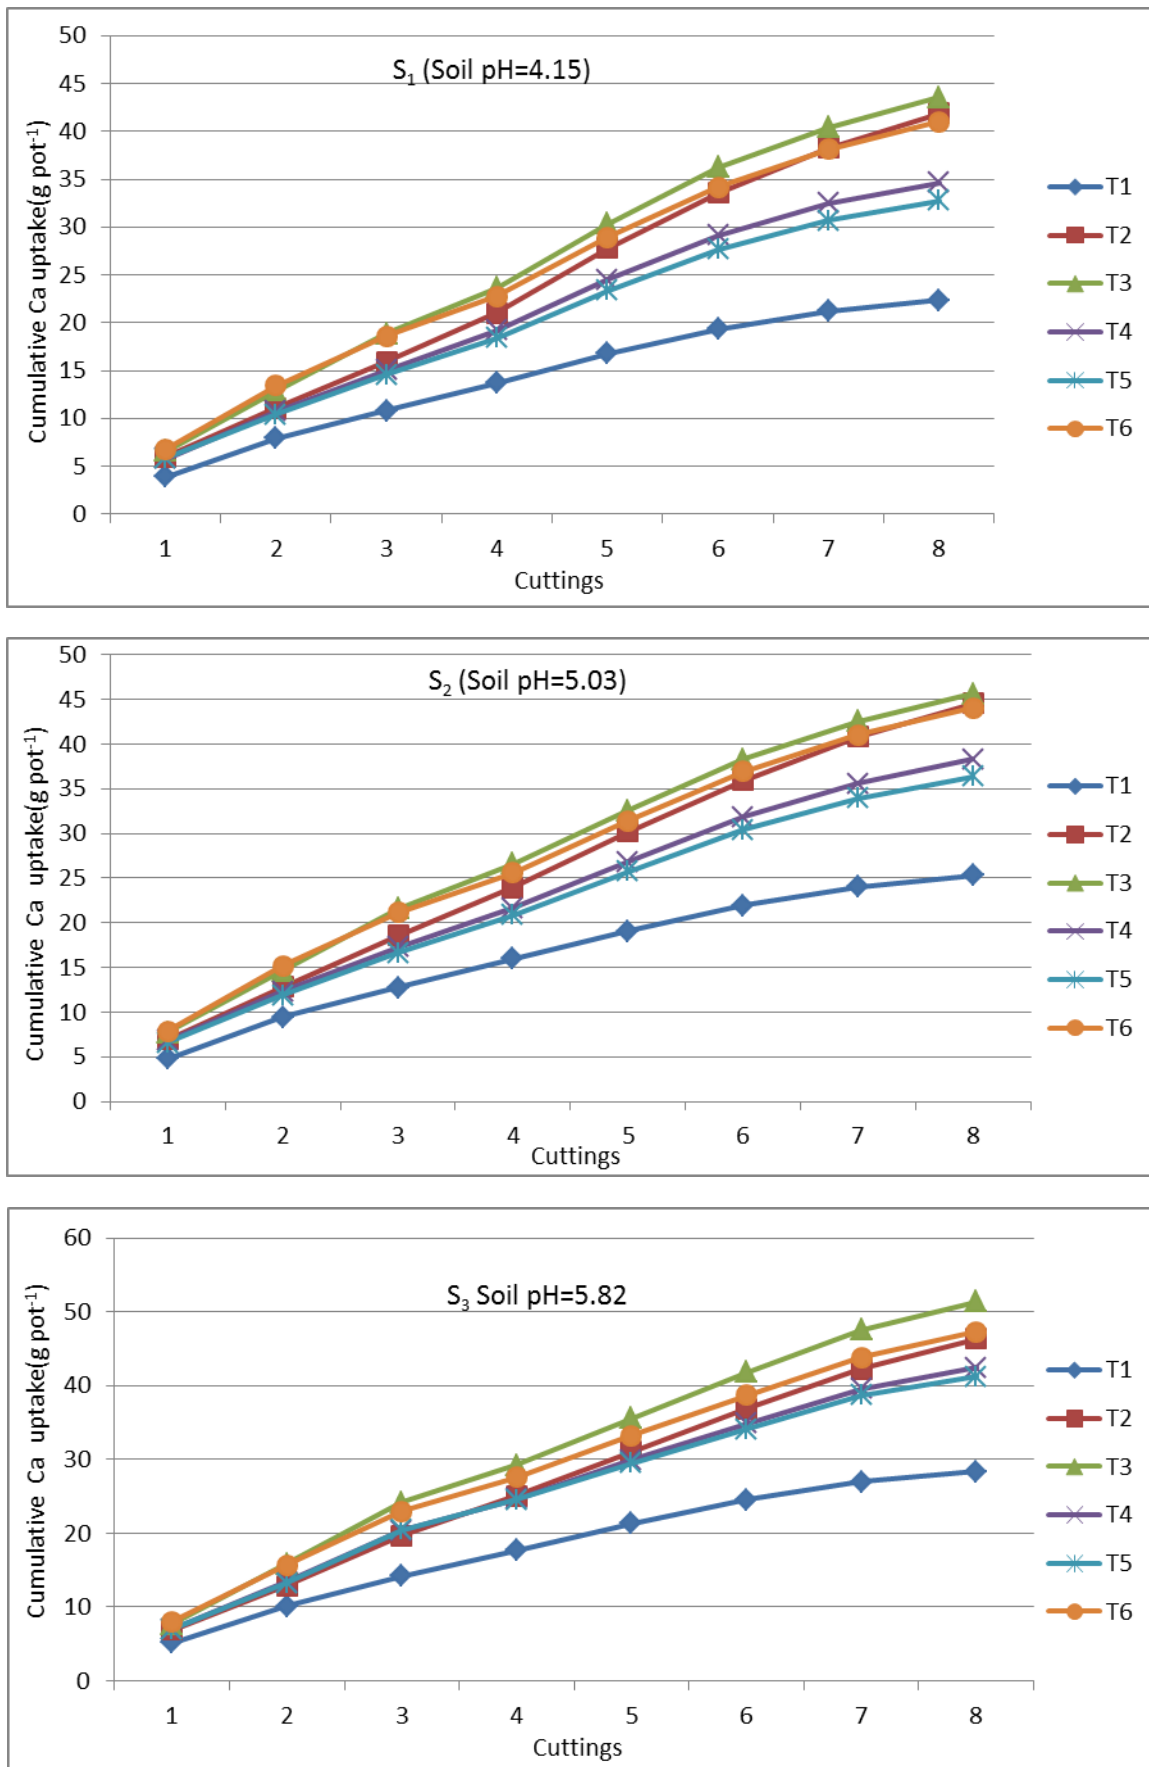 S₁ (Soil pH=4.15)
Cumulative Ca uptake(g pot⁻¹)
50
45
40
35
30
25
20
15
10
5
0
1 2 3 4 5 6 7 8
Cuttings
T1
T2
T3
T4
T5
T6
S₂ (Soil pH=5.03)
Cumulative Ca uptake(g pot⁻¹)
50
45
40
35
30
25
20
15
10
5
0
1 2 3 4 5 6 7 8
Cuttings
T1
T2
T3
T4
T5
T6
S₃ Soil pH=5.82
Cumulative Ca uptake(g pot⁻¹)
60
50
40
30
20
10
0
1 2 3 4 5 6 7 8
Cuttings
T1
T2
T3
T4
T5
T6